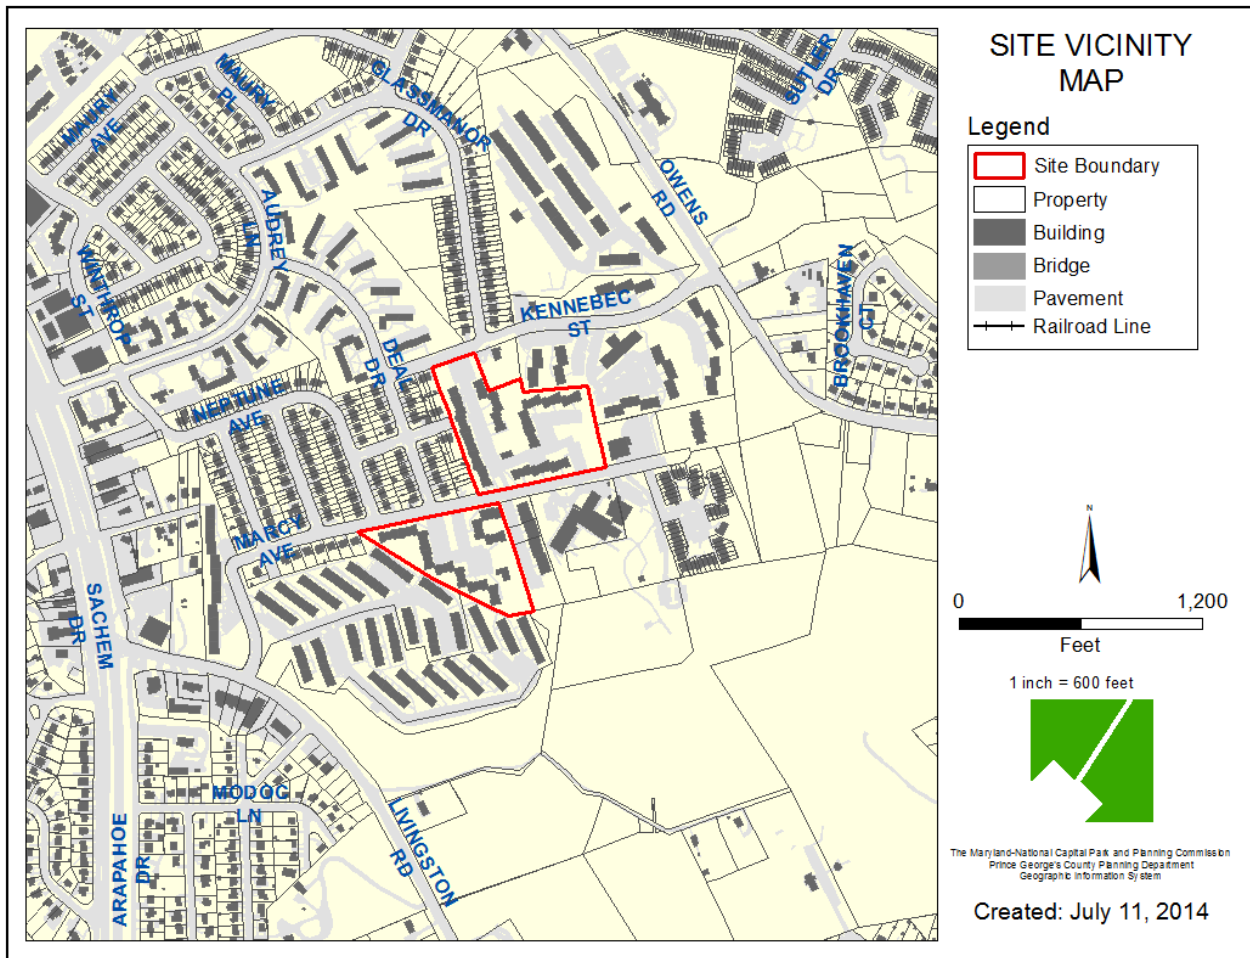 SITE VICINITY
MAP
Legend
Site Boundary
Property
Building
Bridge
Pavement
Railroad Line
MAURY
PL
MAURY
AVE
GLASSMANOR
DR
SUTLER
DR
OWENS
RD
AUDREY
LN
WINTHROP
ST
BROOKHAVEN
CT
KENNEBEC
ST
DEAL
DR
NEPTUNE
AVE
MARCY
AVE
SACHEM
DR
MODOC
LN
LIVINGSTON
RD
ARAPAHOE
DR
N
0 1,200
Feet
1 inch = 600 feet
The Maryland-National Capital Park and Planning Commission
Prince George's County Planning Department
Geographic Information System
Created: July 11, 2014